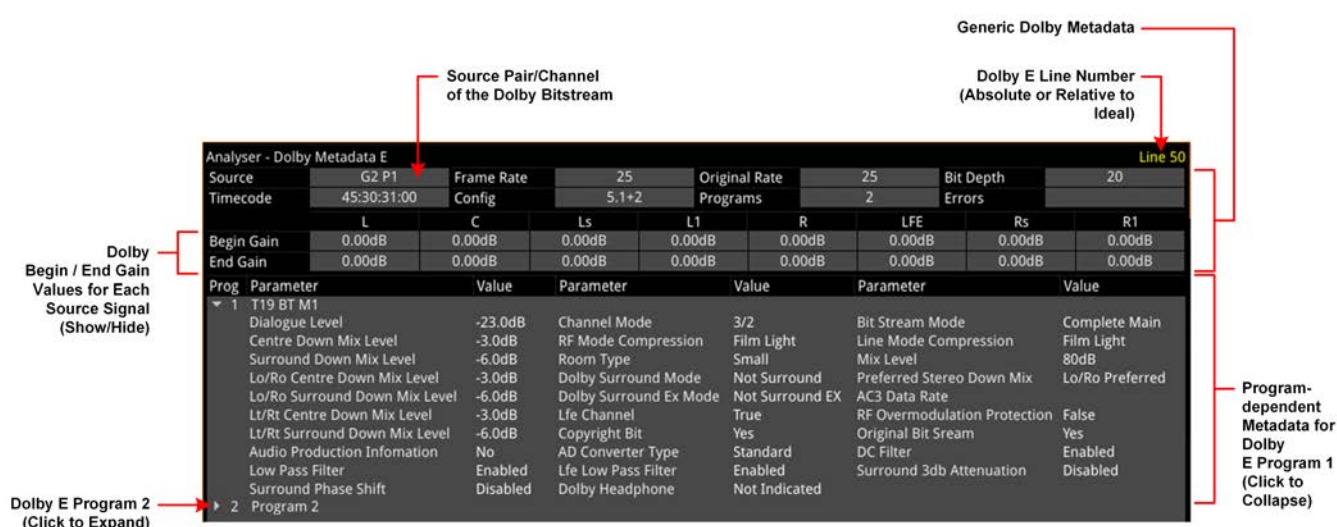 Generic Dolby Metadata
Source Pair/Channel
of the Dolby Bitstream
Dolby E Line Number
(Absolute or Relative to
Ideal)
Analyser - Dolby Metadata E Line 50
Source G2 P1 Frame Rate 25 Original Rate 25 Bit Depth 20
Timecode 45:30:31:00 Config 5.1+2 Programs 2 Errors
L C Ls L1 R LFE Rs R1
Begin Gain 0.00dB 0.00dB 0.00dB 0.00dB 0.00dB 0.00dB 0.00dB 0.00dB
End Gain 0.00dB 0.00dB 0.00dB 0.00dB 0.00dB 0.00dB 0.00dB 0.00dB
Dolby
Begin / End Gain
Values for Each
Source Signal
(Show/Hide)
Prog Parameter Value Parameter Value Parameter Value
1 T19 BT M1
Dialogue Level -23.0dB Channel Mode 3/2 Bit Stream Mode Complete Main
Centre Down Mix Level -3.0dB RF Mode Compression Film Light Line Mode Compression Film Light
Surround Down Mix Level -6.0dB Room Type Small Mix Level 80dB
Lo/Ro Centre Down Mix Level -3.0dB Dolby Surround Mode Not Surround Preferred Stereo Down Mix Lo/Ro Preferred
Lo/Ro Surround Down Mix Level -6.0dB Dolby Surround Ex Mode Not Surround EX AC3 Data Rate
Lt/Rt Centre Down Mix Level -3.0dB Lfe Channel True RF Overmodulation Protection False
Lt/Rt Surround Down Mix Level -6.0dB Copyright Bit Yes Original Bit Sream Yes
Audio Production Infomation No AD Converter Type Standard DC Filter Enabled
Low Pass Filter Enabled Lfe Low Pass Filter Enabled Surround 3db Attenuation Disabled
Surround Phase Shift Disabled Dolby Headphone Not Indicated
2 Program 2
Program-
dependent
Metadata for
Dolby
E Program 1
(Click to
Collapse)
Dolby E Program 2
(Click to Expand)